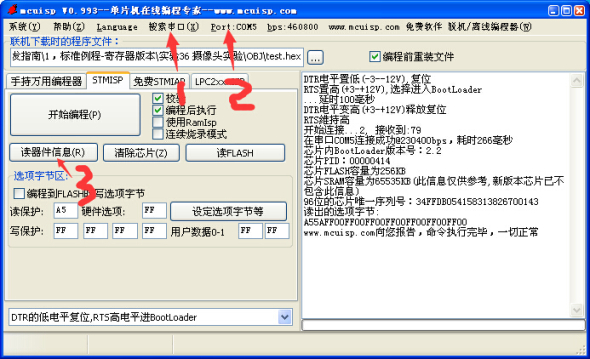 mcuisp V0.993--单片机在线编程专家--www.mcuisp.com
系统(Y) 帮助(Z) Language 搜索串口(X) Port:COM5 bps:460800 www.mcuisp.com 免费软件 联机/离线编程器(W)
联机下载时的程序文件:
发指南\1，标准例程-寄存器版本\实验36 摄像头实验\OBJ\test.hex ... 编程前重装文件
手持万用编程器 STMISP 免费STMIAP
开始编程(P)
校验
编程后执行
使用RamIsp
连续烧录模式
读器件信息(R) 清除芯片(Z) 读FLASH
选项字节区:
编程到FLASH时写选项字节
读保护: A5 硬件选项: FF 设定选项字节等
写保护: FF FF FF FF 用户数据0-1 FF FF
DTR的低电平复位,RTS高电平进BootLoader
DTR电平置低(-3--12V),复位
RTS置高(+3-+12V),选择进入BootLoader
...延时100毫秒
DTR电平变高(+3-+12V)释放复位
RTS维持高
开始连接...2, 接收到:79
在串口COM5连接成功@230400bps,耗时266毫秒
芯片内BootLoader版本号: 2.2
芯片PID: 00000414
芯片FLASH容量为256KB
芯片SRAM容量为65535KB(此信息仅供参考,新版本芯片已不
包含此信息)
96位的芯片唯一序列号: 34FFDB054158313826700143
读出的选项字节:
A55AFF00FF00FF00FF00FF00FF00FF00
www.mcuisp.com向您报告,命令执行完毕,一切正常
1
2
3